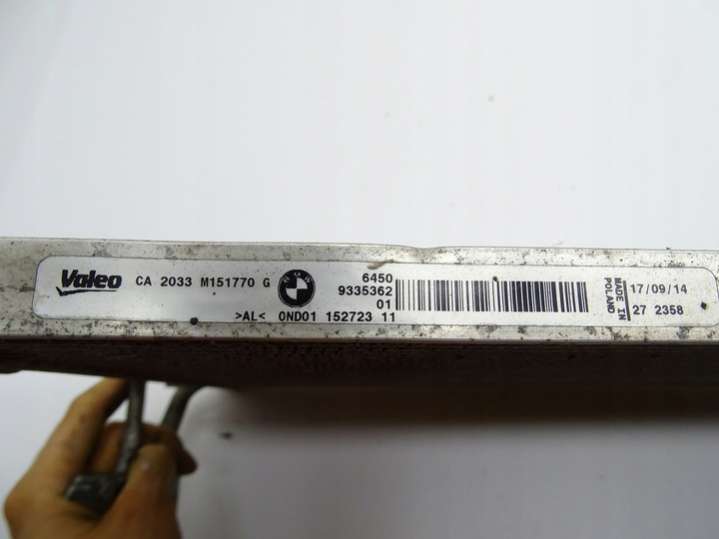 Valeo CA 2033 M151770 G
6450
9335362
01
>AL< 0ND01 152723 11
MADE IN
POLAND
17/09/14
27 2358